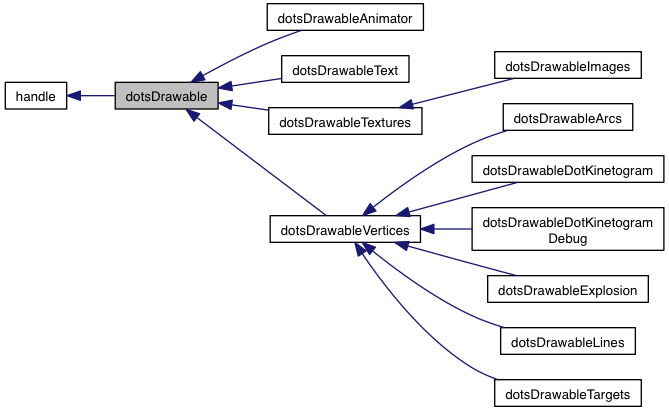 handle
dotsDrawable
dotsDrawableAnimator
dotsDrawableText
dotsDrawableTextures
dotsDrawableVertices
dotsDrawableImages
dotsDrawableArcs
dotsDrawableDotKinetogram
dotsDrawableDotKinetogram
Debug
dotsDrawableExplosion
dotsDrawableLines
dotsDrawableTargets